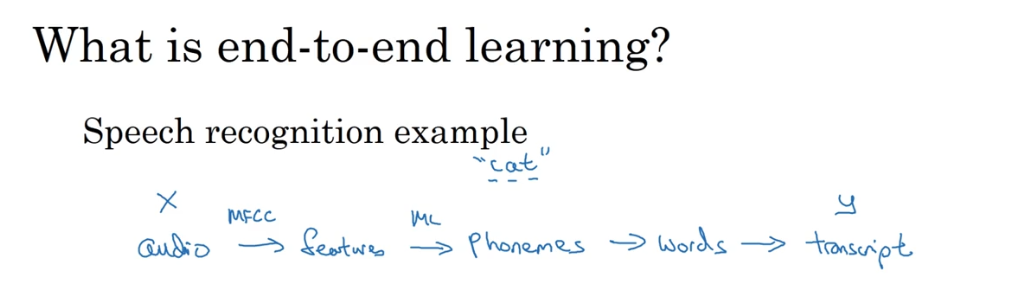 What is end-to-end learning?
Speech recognition example
"cat"
X y
MFCC ML
audio → features → phonemes → words → transcript